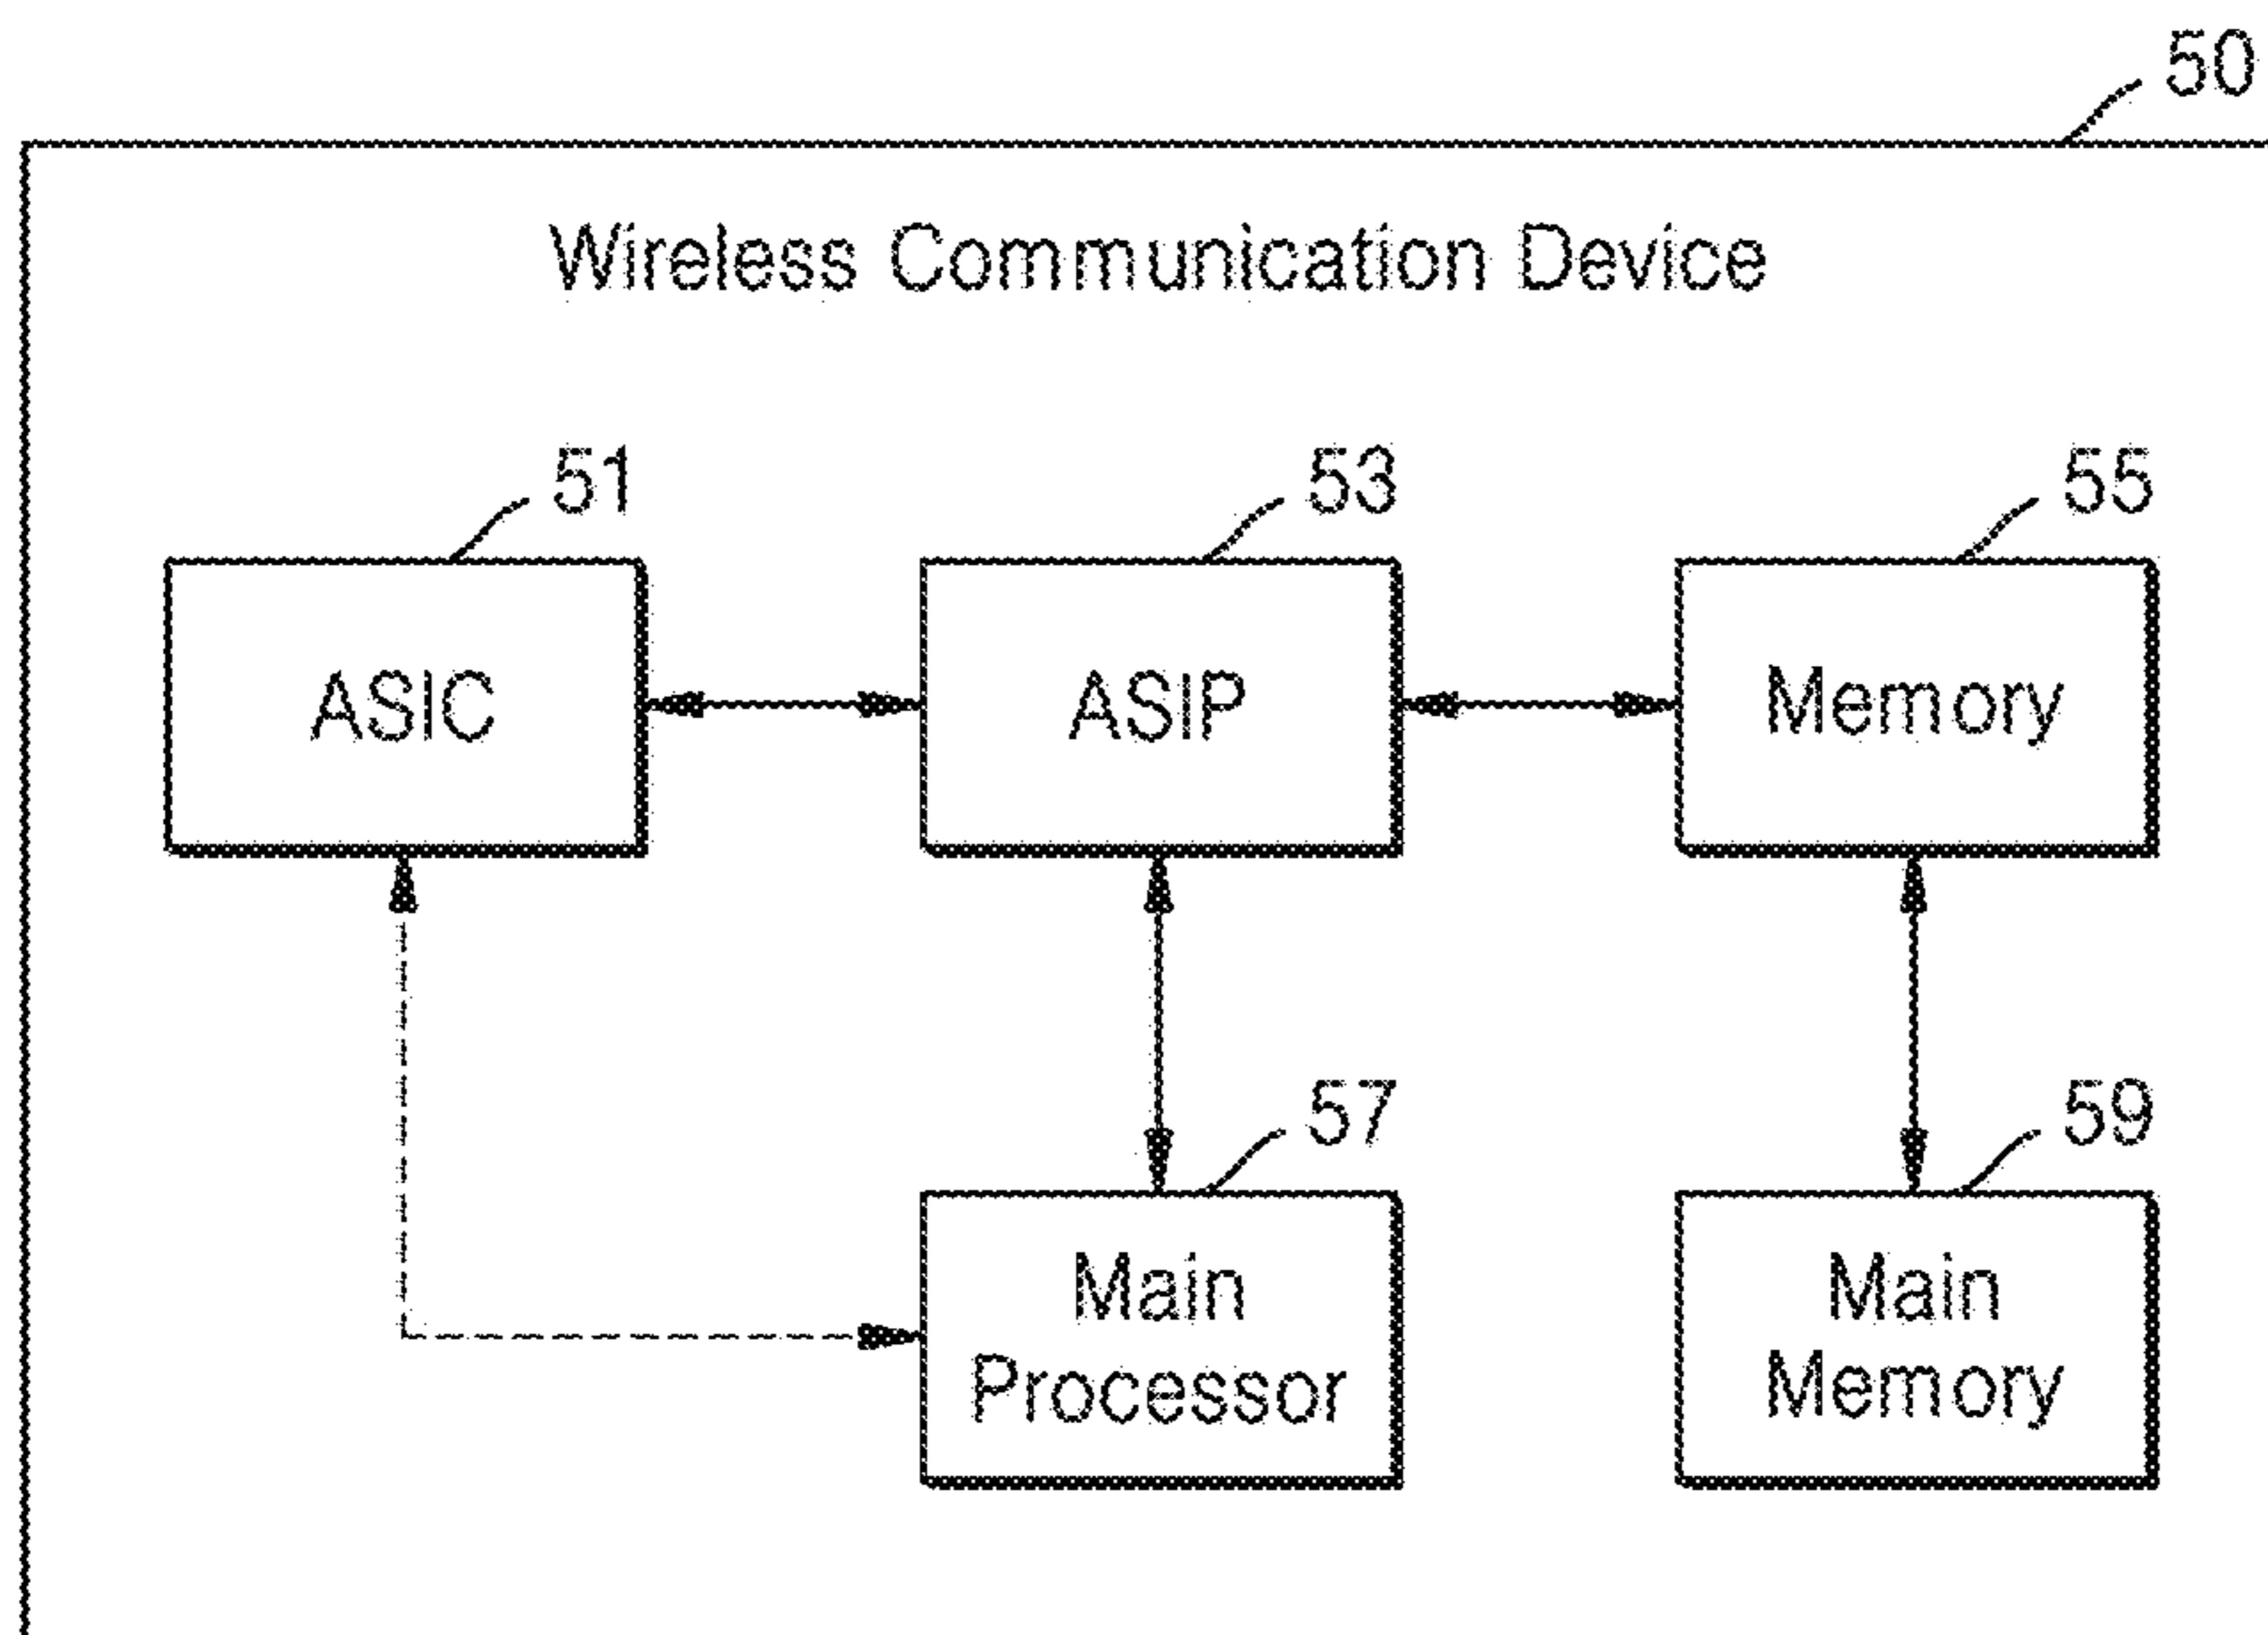 50
Wireless Communication Device
51
53
55
ASIC
ASIP
Memory
57
59
Main
Processor
Main
Memory